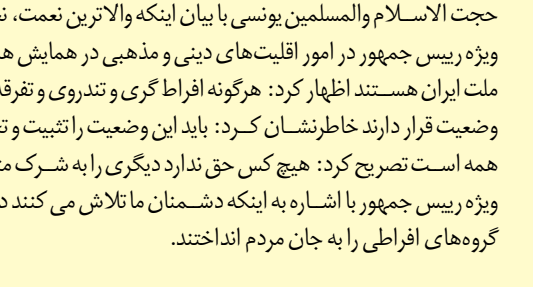 حجت الاسلام والمسلمین یونسی با بیان اینکه والاترین نعمت،
ویژه رییس جمهور در امور اقلیت‌های دینی و مذهبی در همایش
ملت ایران هستند اظهار کرد: هرگونه افراط گری و تندروی و
وضعیت قرار دارند خاطرنشان کرد: باید این وضعیت را تثبیت و
همه است تصریح کرد: هیچ کس حق ندارد دیگری را به شرک
ویژه رییس جمهور با اشاره به اینکه دشمنان ما تلاش می کنند
گروه‌های افراطی را به جان مردم انداختند.